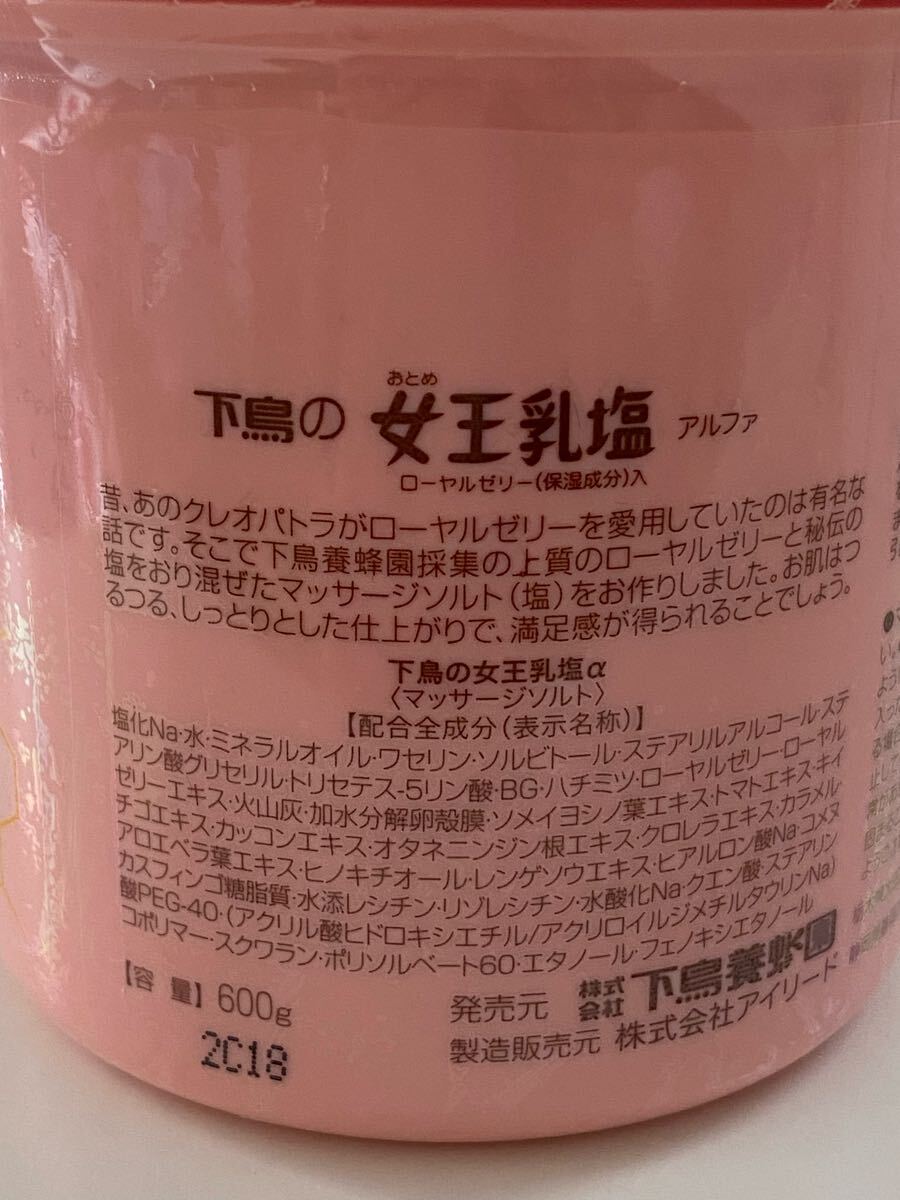 おとめ
下鳥の 女王乳塩 アルファ
ローヤルゼリー(保湿成分)入
昔、あのクレオパトラがローヤルゼリーを愛用していたのは有名な
話です。そこで下鳥養蜂園採集の上質のローヤルゼリーと秘伝の
塩をおり混ぜたマッサージソルト(塩)をお作りしました。お肌はつ
るつる、しっとりとした仕上がりで、満足感が得られることでしょう。
下鳥の女王乳塩α
〈マッサージソルト〉
【配合全成分(表示名称)】
塩化Na・水・ミネラルオイル・ワセリン・ソルビトール・ステアリルアルコール・ステ
アリン酸グリセリル・トリセテス-5リン酸・BG・ハチミツ・ローヤルゼリー・ローヤル
ゼリーエキス・火山灰・加水分解卵殻膜・ソメイヨシノ葉エキス・トマトエキス・キイ
チゴエキス・カッコンエキス・オタネニンジン根エキス・クロレラエキス・カラメル・
アロエベラ葉エキス・ヒノキチオール・レンゲソウエキス・ヒアルロン酸Na・コメヌ
カスフィンゴ糖脂質・水添レシチン・リゾレシチン・水酸化Na・クエン酸・ステアリン
酸PEG-40・(アクリル酸ヒドロキシエチル/アクリロイルジメチルタウリンNa)
コポリマー・スクワラン・ポリソルベート60・エタノール・フェノキシエタノール
【容 量】600g 発売元 株式会社 下鳥養蜂園
2C18 製造販売元 株式会社アイリード